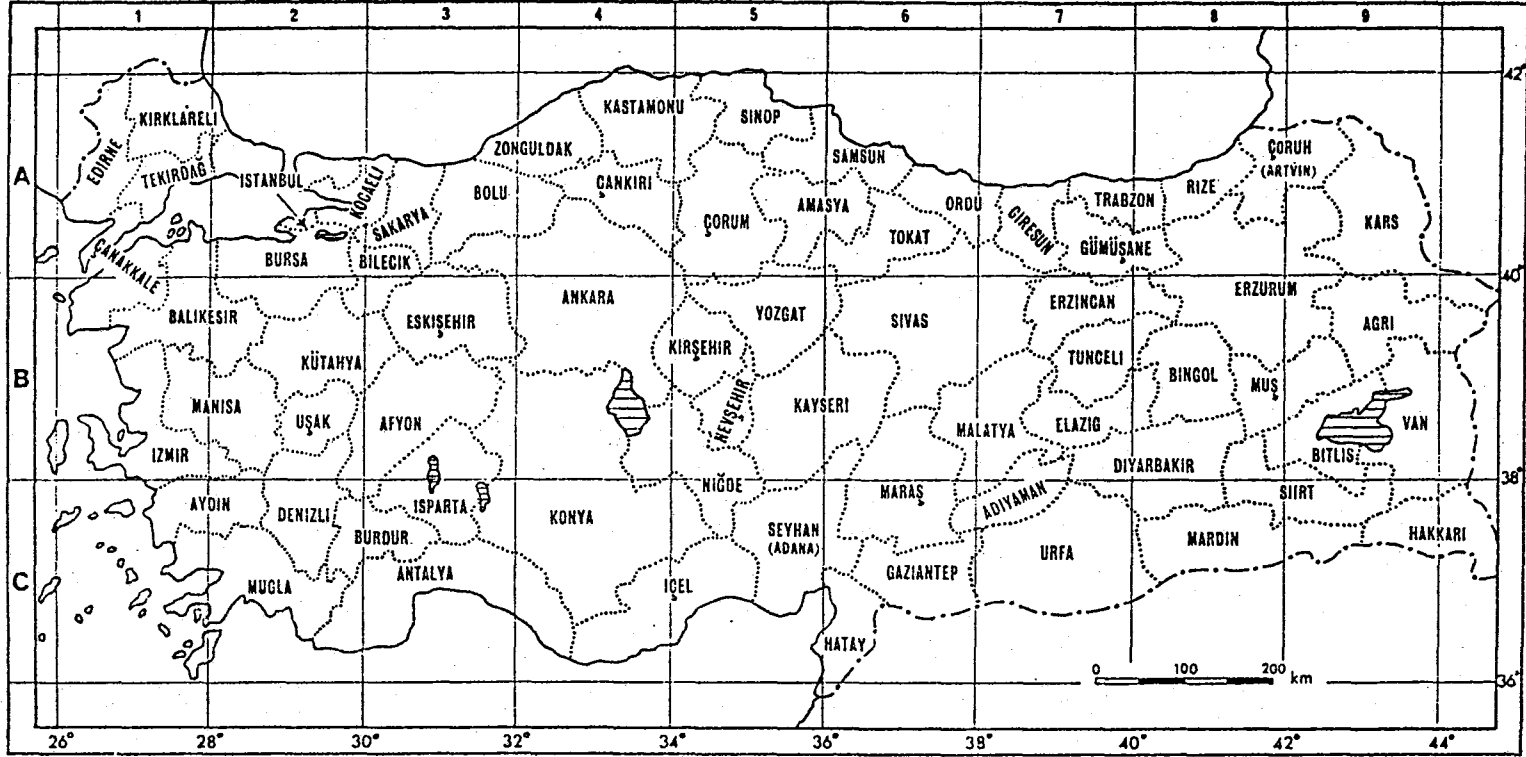 1 2 3 4 5 6 7 8 9
42°
KASTAMONU
SINOP
KIRKLARELİ
EDIRNE
ZONGULDAK
SAMSUN
ÇORUH
(ARTVIN)
A
TEKİRDAĞ
ISTANBUL
KOCAELİ
BOLU
ÇANKIRI
AMASYA
ORDU
TRABZON
RIZE
KARS
SAKARYA
ÇORUM
TOKAT
GIRESUN
GÜMÜŞANE
ÇANAKKALE
BURSA
BILECIK
40°
ANKARA
ERZINCAN
ERZURUM
BALIKESIR
ESKIŞEHIR
YOZGAT
SIVAS
AGRI
KIRŞEHIR
TUNCELI
KÜTAHYA
BINGOL
MUŞ
B
MANISA
UŞAK
AFYON
NEVŞEHIR
KAYSERI
MALATYA
ELAZIG
VAN
IZMIR
BITLIS
DIYARBAKIR
38°
AYDIN
DENIZLI
ISPARTA
KONYA
NIĞDE
MARAŞ
ADIYAMAN
SIIRT
BURDUR
SEYHAN
(ADANA)
URFA
MARDIN
HAKKARI
C
MUGLA
ANTALYA
IÇEL
GAZIANTEP
HATAY
0 100 200 km
36°
26° 28° 30° 32° 34° 36° 38° 40° 42° 44°